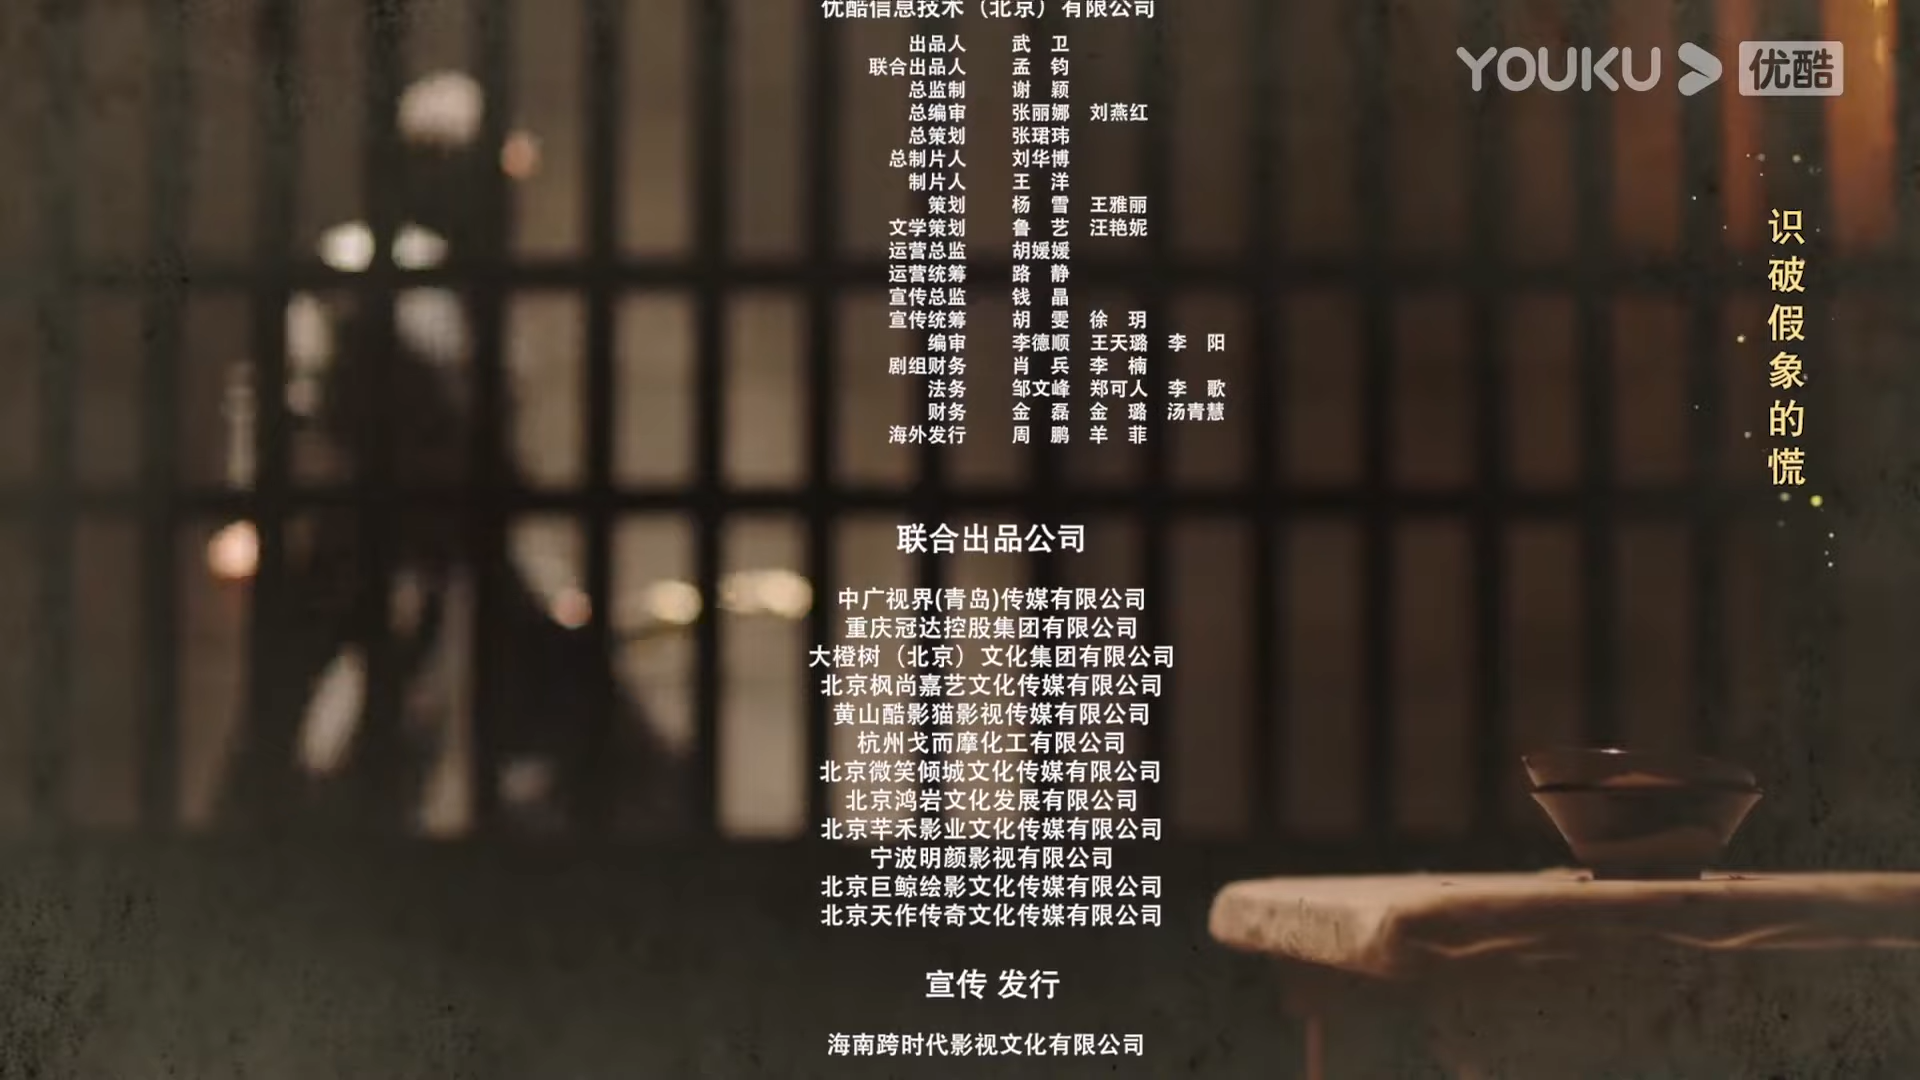 优酷信息技术（北京）有限公司
出品人 武 卫
联合出品人 孟 钧
总监制 谢 颖
总编审 张丽娜 刘燕红
总策划 张珺玮
总制片人 刘华博
制片人 王 洋
策划 杨 雪 王雅丽
文学策划 鲁 艺 汪艳妮
运营总监 胡媛媛
运营统筹 路 静
宣传总监 钱 晶
宣传统筹 胡 雯 徐 玥
编审 李德顺 王天璐 李 阳
剧组财务 肖 兵 李 楠
法务 邹文峰 郑可人 李 歌
财务 金 磊 金 璐 汤青慧
海外发行 周 鹏 羊 菲
联合出品公司
中广视界(青岛)传媒有限公司
重庆冠达控股集团有限公司
大橙树（北京）文化集团有限公司
北京枫尚嘉艺文化传媒有限公司
黄山酷影猫影视传媒有限公司
杭州戈而摩化工有限公司
北京微笑倾城文化传媒有限公司
北京鸿岩文化发展有限公司
北京芊禾影业文化传媒有限公司
宁波明颜影视有限公司
北京巨鲸绘影文化传媒有限公司
北京天作传奇文化传媒有限公司
宣传 发行
海南跨时代影视文化有限公司
YOUKU 优酷
识破假象的慌